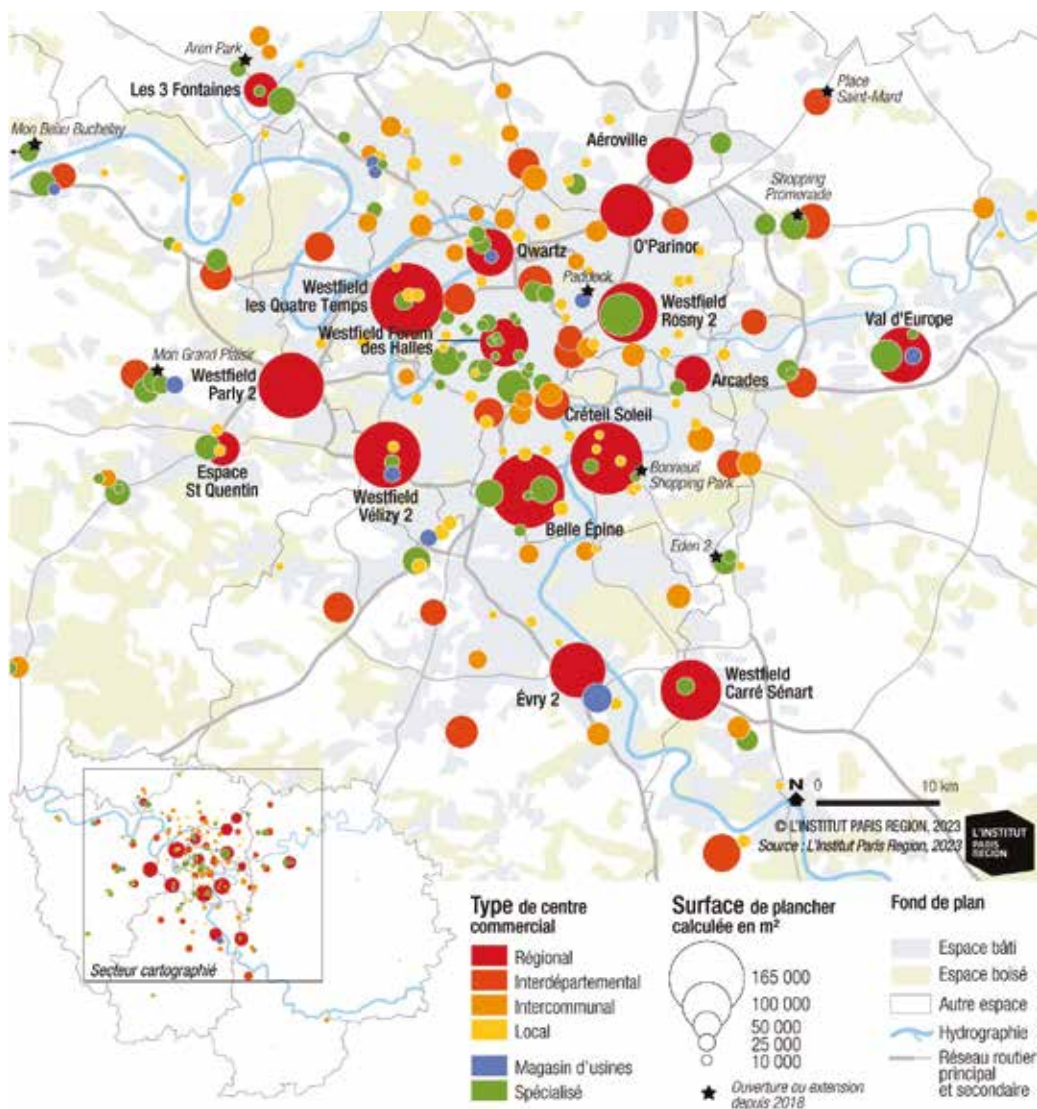 Aren Park
Les 3 Fontaines
Place
Saint-Mard
Mon Beau Buchelay
Aéroville
Shopping
Promenade
O'Parinor
Qwartz
Paddock
Westfield
les Quatre Temps
Westfield
Rosny 2
Val d'Europe
Westfield Forum
des Halles
Mon Grand Plaisir
Westfield
Parly 2
Arcades
Créteil Soleil
Espace
St Quentin
Westfield
Vélizy 2
Bonneuil
Shopping Park
Belle Épine
Eden 2
Évry 2
Westfield
Carré Sénart
N
0 10 km
© L'INSTITUT PARIS REGION, 2023
Source : L'Institut Paris Region, 2023
L'INSTITUT
PARIS
REGION
Secteur cartographié
Type de centre
commercial
Régional
Interdépartemental
Intercommunal
Local
Magasin d'usines
Spécialisé
Surface de plancher
calculée en m²
165 000
100 000
50 000
25 000
10 000
Ouverture ou extension
depuis 2018
Fond de plan
Espace bâti
Espace boisé
Autre espace
Hydrographie
Réseau routier
principal
et secondaire